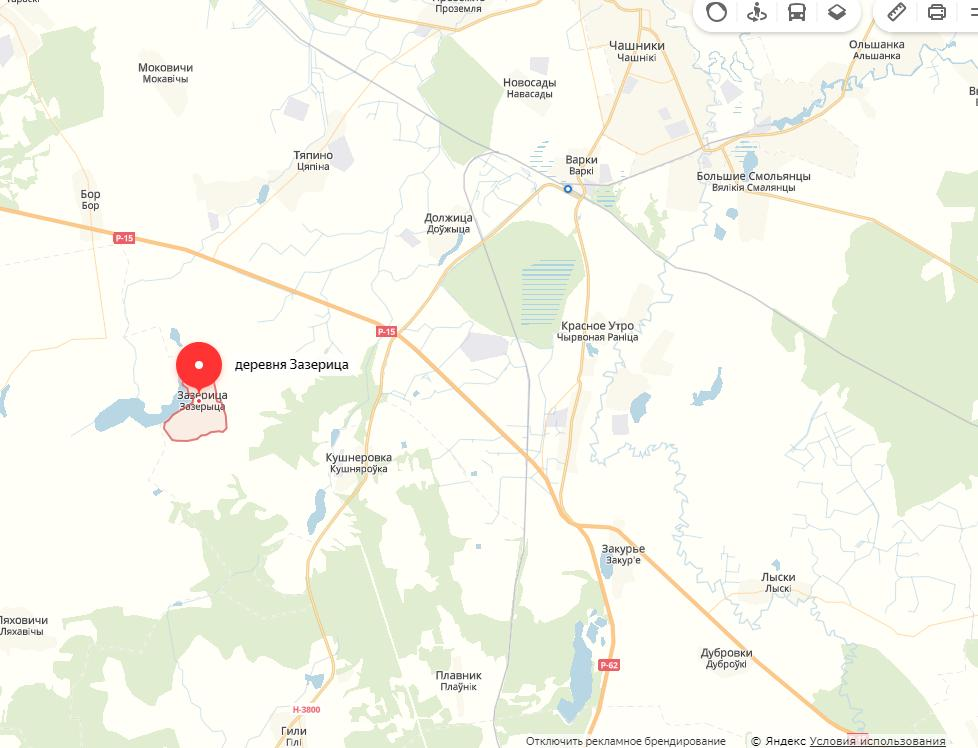 Проземля
Чашники
Чашнікі
Ольшанка
Альшанка
Моковичи
Мокавічы
Новосады
Навасады
Тяпино
Цяпіна
Варки
Варкі
Большие Смольянцы
Вялікія Смалянцы
Бор
Бор
Должица
Доўжыца
Р-15
Красное Утро
Чырвоная Раніца
Р-15
деревня Зазерица
Зазерица
Зазерыца
Кушнеровка
Кушняроўка
Закурье
Закур'е
Лыски
Лыскі
Ляховичи
Ляхавічы
Дубровки
Дуброўкі
Р-62
Плавник
Плаўнік
Н-3800
Гили
Гілі
Отключить рекламное брендирование © Яндекс Условия использования